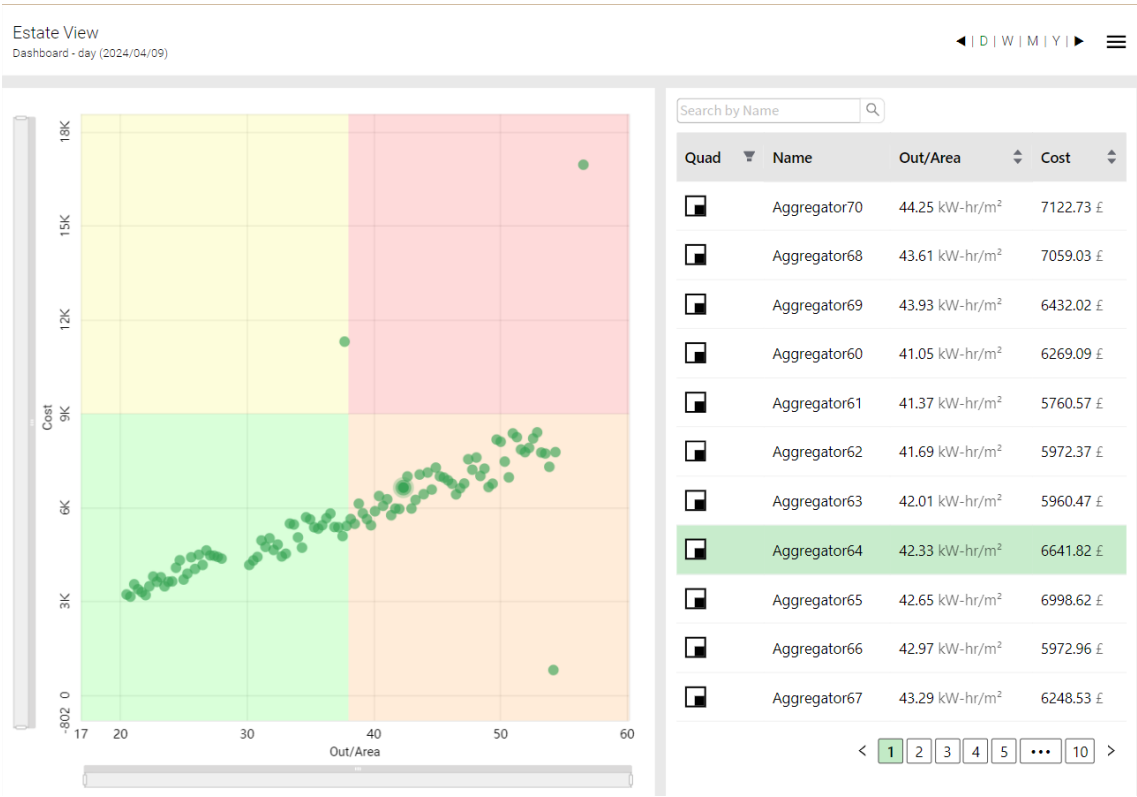 Estate View
Dashboard - day (2024/04/09)
◀ | D | W | M | Y | ▶
18K
15K
12K
9K
6K
3K
0
-802
Cost
17 20 30 40 50 60
Out/Area
Search by Name
Quad Name Out/Area Cost
Aggregator70 44.25 kW-hr/m² 7122.73 £
Aggregator68 43.61 kW-hr/m² 7059.03 £
Aggregator69 43.93 kW-hr/m² 6432.02 £
Aggregator60 41.05 kW-hr/m² 6269.09 £
Aggregator61 41.37 kW-hr/m² 5760.57 £
Aggregator62 41.69 kW-hr/m² 5972.37 £
Aggregator63 42.01 kW-hr/m² 5960.47 £
Aggregator64 42.33 kW-hr/m² 6641.82 £
Aggregator65 42.65 kW-hr/m² 6998.62 £
Aggregator66 42.97 kW-hr/m² 5972.96 £
Aggregator67 43.29 kW-hr/m² 6248.53 £
< 1 2 3 4 5 ••• 10 >